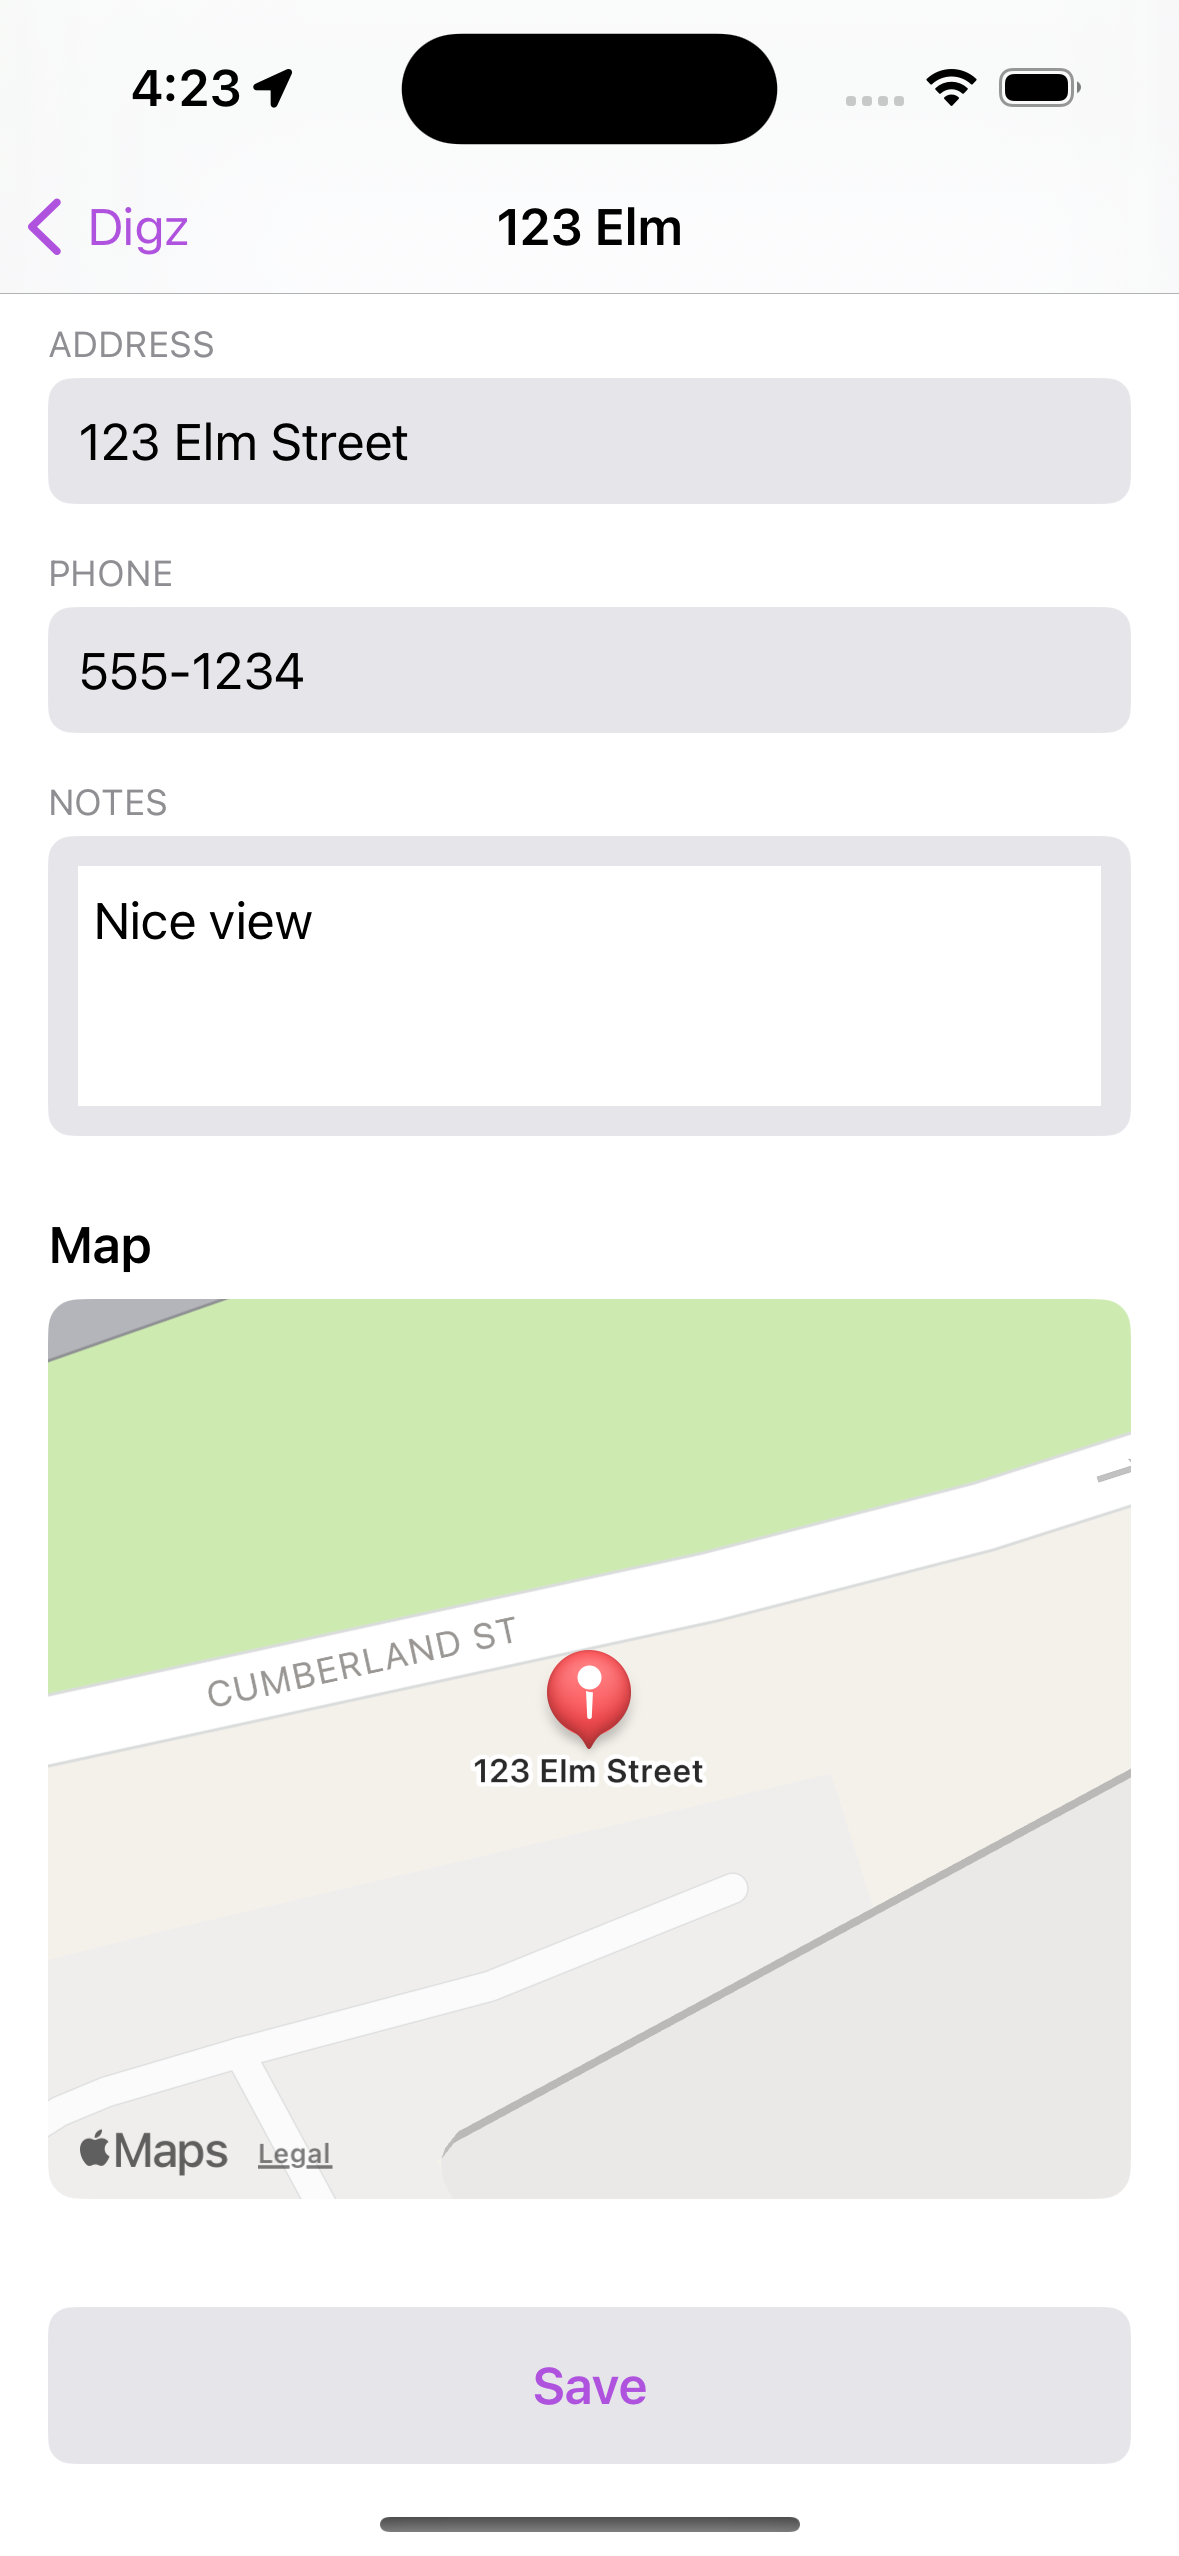 4:23
Digz
123 Elm
ADDRESS
123 Elm Street
PHONE
555-1234
NOTES
Nice view
Map
CUMBERLAND ST
123 Elm Street
Maps
Legal
Save